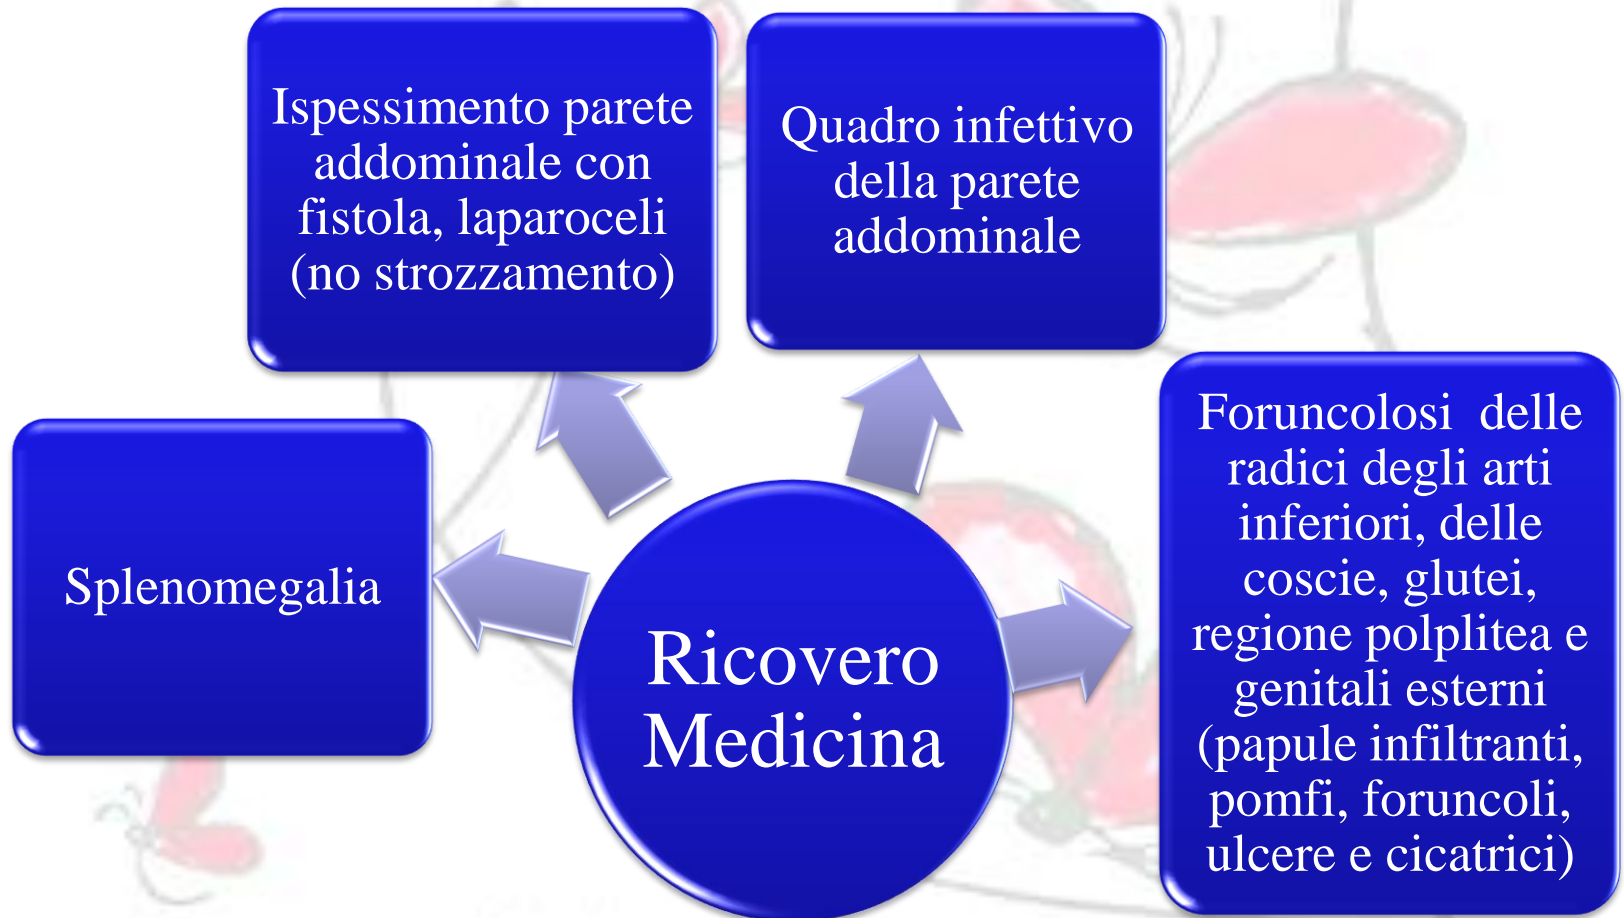 Ispessimento parete
addominale con
fistola, laparoceli
(no strozzamento)
Quadro infettivo
della parete
addominale
Splenomegalia
Foruncolosi  delle
radici degli arti
inferiori, delle
coscie, glutei,
regione polplitea e
genitali esterni
(papule infiltranti,
pomfi, foruncoli,
ulcere e cicatrici)
Ricovero
Medicina